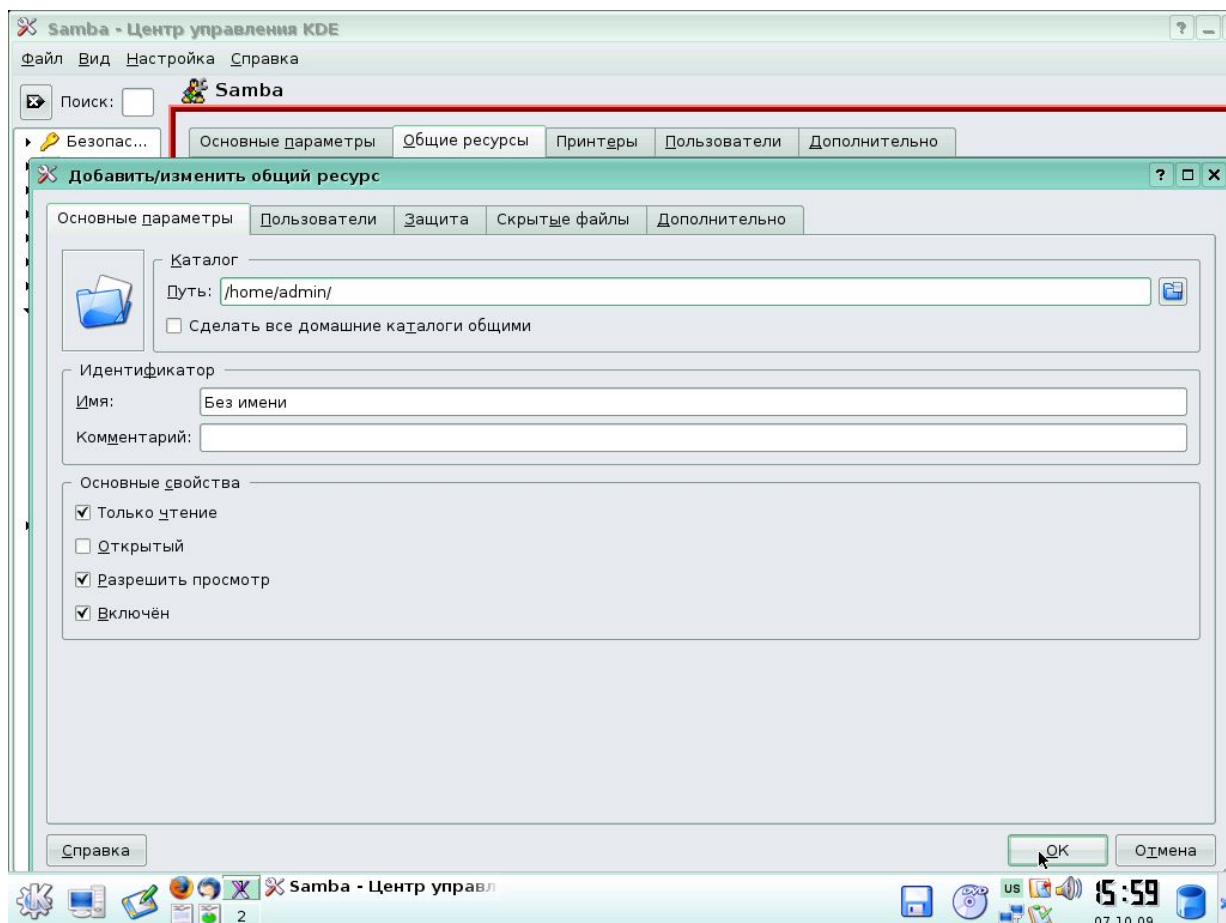 Samba - Центр управления KDE
Файл Вид Настройка Справка
Поиск:
Samba
Безопас...
Основные параметры Общие ресурсы Принтеры Пользователи Дополнительно
Добавить/изменить общий ресурс
Основные параметры Пользователи Защита Скрытые файлы Дополнительно
Каталог
Путь: /home/admin/
Сделать все домашние каталоги общими
Идентификатор
Имя: Без имени
Комментарий:
Основные свойства
Только чтение
Открытый
Разрешить просмотр
Включён
Справка OK Отмена
Samba - Центр управл
2
US
15:59
07.10.09